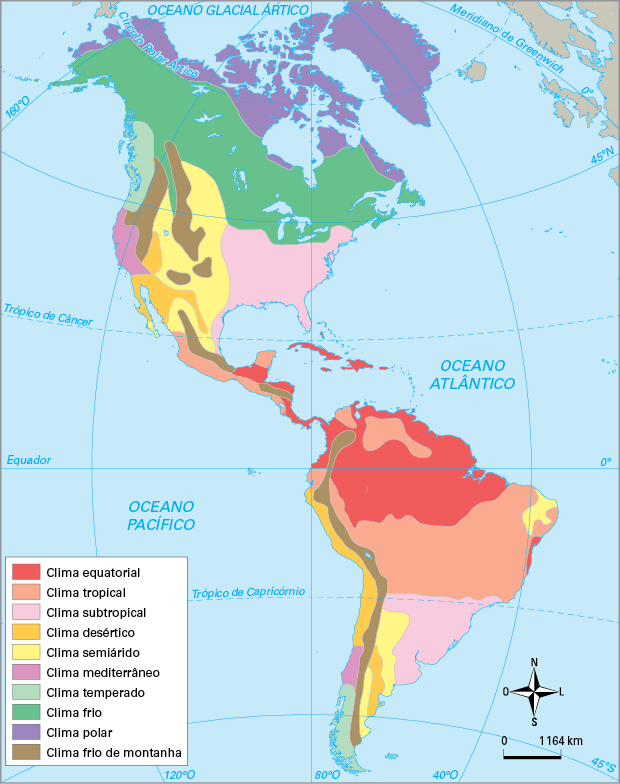 OCEANO GLACIAL ÁRTICO
Círculo Polar Ártico
Meridiano de Greenwich
160°O
0°
45°N
Trópico de Câncer
OCEANO
ATLÂNTICO
Equador
0°
OCEANO
PACÍFICO
Trópico de Capricórnio
Clima equatorial
Clima tropical
Clima subtropical
Clima desértico
Clima semiárido
Clima mediterrâneo
Clima temperado
Clima frio
Clima polar
Clima frio de montanha
N
O
L
S
0
1 164 km
120°O
80°O
40°O
45°S